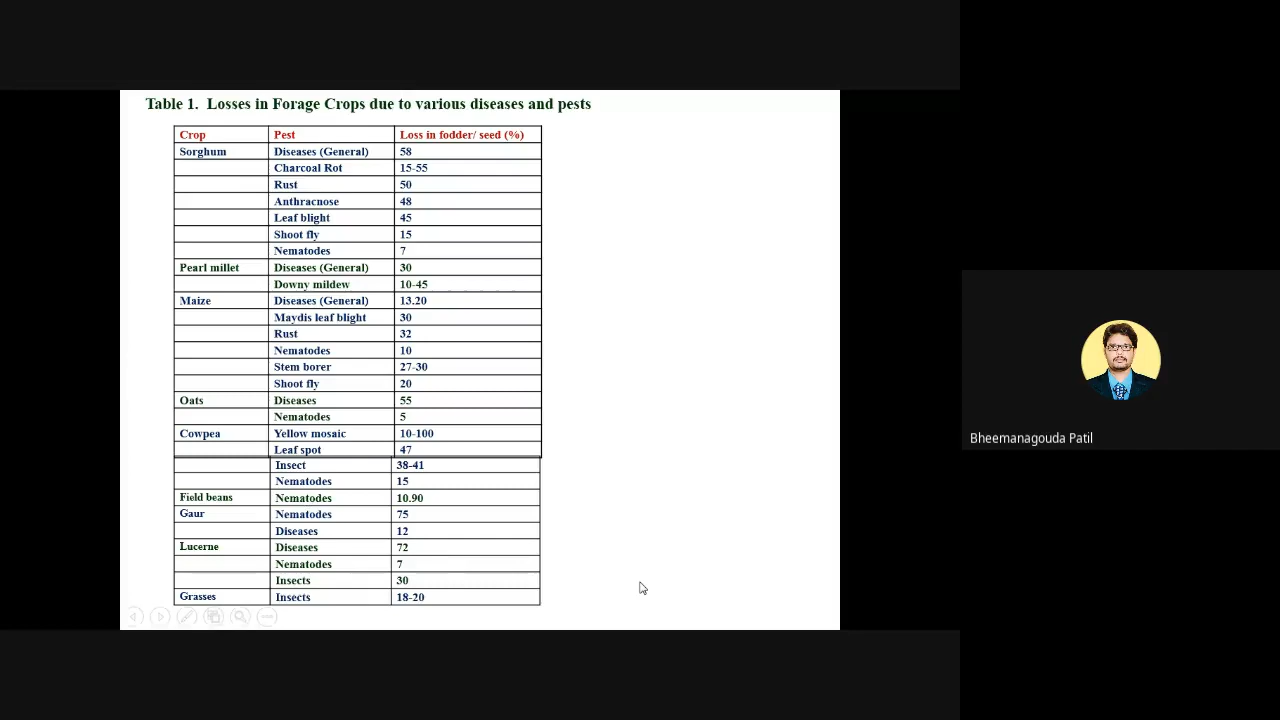 Table 1. Losses in Forage Crops due to various diseases and pests
Crop Pest Loss in fodder/ seed (%)
Sorghum Diseases (General) 58
Charcoal Rot 15-55
Rust 50
Anthracnose 48
Leaf blight 45
Shoot fly 15
Nematodes 7
Pearl millet Diseases (General) 30
Downy mildew 10-45
Maize Diseases (General) 13.20
Maydis leaf blight 30
Rust 32
Nematodes 10
Stem borer 27-30
Shoot fly 20
Oats Diseases 55
Nematodes 5
Cowpea Yellow mosaic 10-100
Leaf spot 47
Insect 38-41
Nematodes 15
Field beans Nematodes 10.90
Gaur Nematodes 75
Diseases 12
Lucerne Diseases 72
Nematodes 7
Insects 30
Grasses Insects 18-20
Bheemanagouda Patil